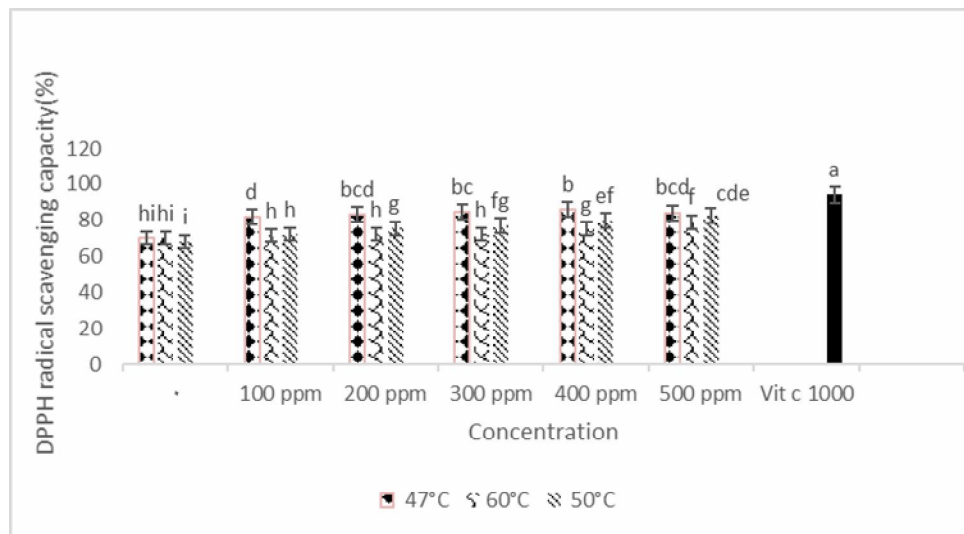 DPPH radical scavenging capacity(%)
120
100
80
60
40
20
0
hi hi i
d h h
bcd h g
bc h fg
b g ef
bcd f cde
a
. 100 ppm 200 ppm 300 ppm 400 ppm 500 ppm Vit c 1000
Concentration
47°C 60°C 50°C